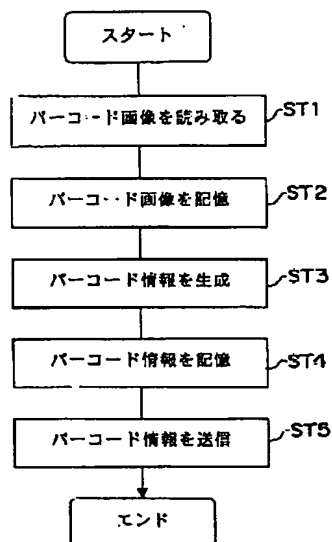 スタート
バーコード画像を読み取る ST1
バーコード画像を記憶 ST2
バーコード情報を生成 ST3
バーコード情報を記憶 ST4
バーコード情報を送信 ST5
エンド